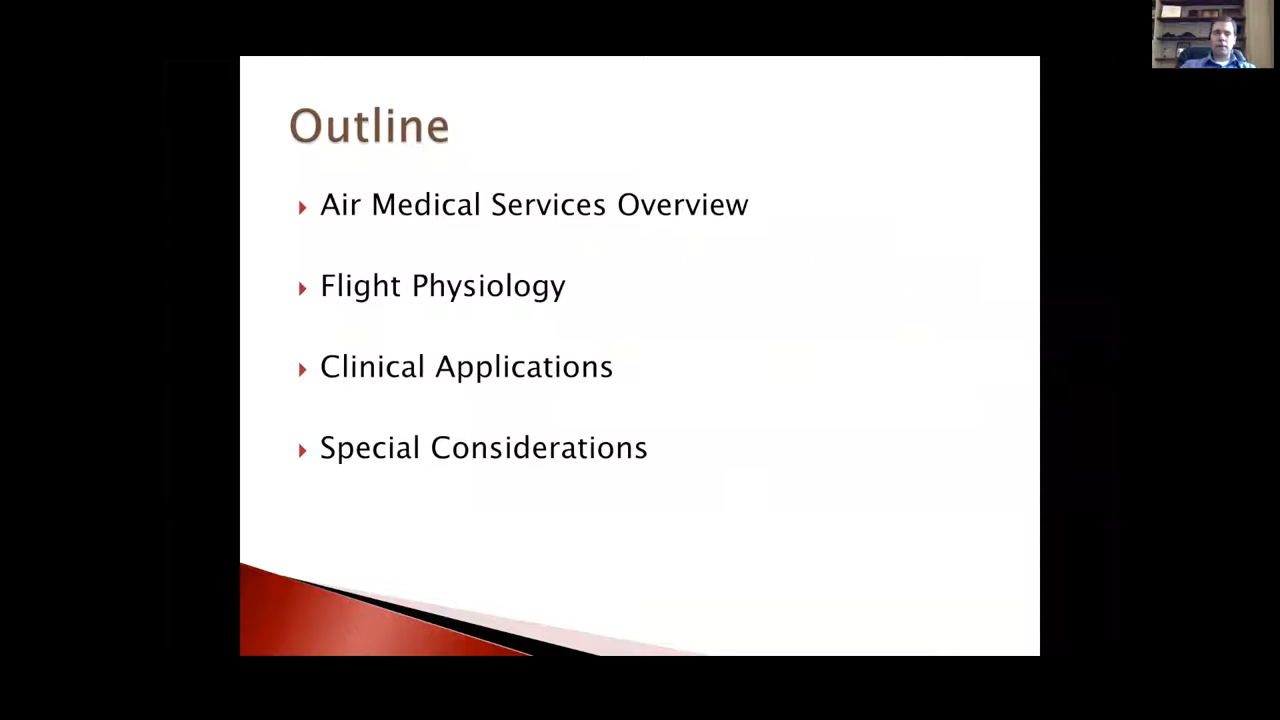 Outline
Air Medical Services Overview
Flight Physiology
Clinical Applications
Special Considerations